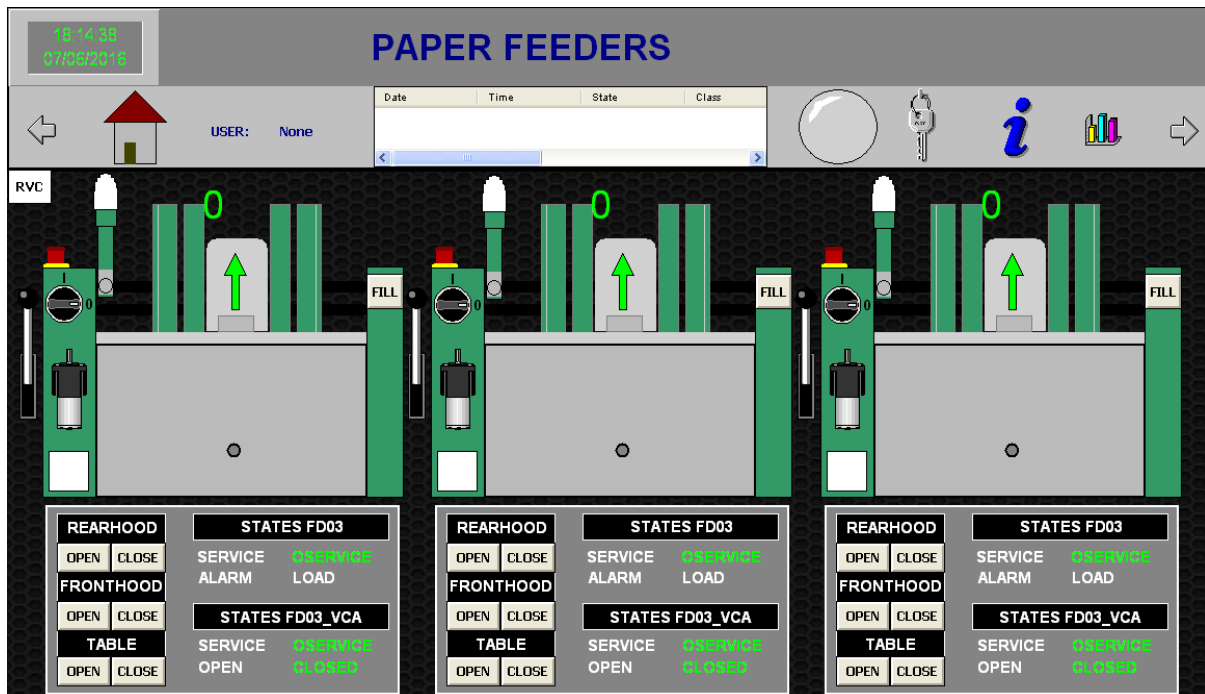 18:14:38
07/06/2016
PAPER FEEDERS
USER: None
Date Time State Class
RVC
0 0 0
I I I
0 0 0
FILL FILL FILL
REARHOOD STATES FD03 REARHOOD STATES FD03 REARHOOD STATES FD03
OPEN CLOSE SERVICE OSERVICE OPEN CLOSE SERVICE OSERVICE OPEN CLOSE SERVICE OSERVICE
ALARM LOAD ALARM LOAD ALARM LOAD
FRONTHOOD FRONTHOOD FRONTHOOD
OPEN CLOSE STATES FD03_VCA OPEN CLOSE STATES FD03_VCA OPEN CLOSE STATES FD03_VCA
TABLE SERVICE OSERVICE TABLE SERVICE OSERVICE TABLE SERVICE OSERVICE
OPEN CLOSE OPEN CLOSED OPEN CLOSE OPEN CLOSED OPEN CLOSE OPEN CLOSED